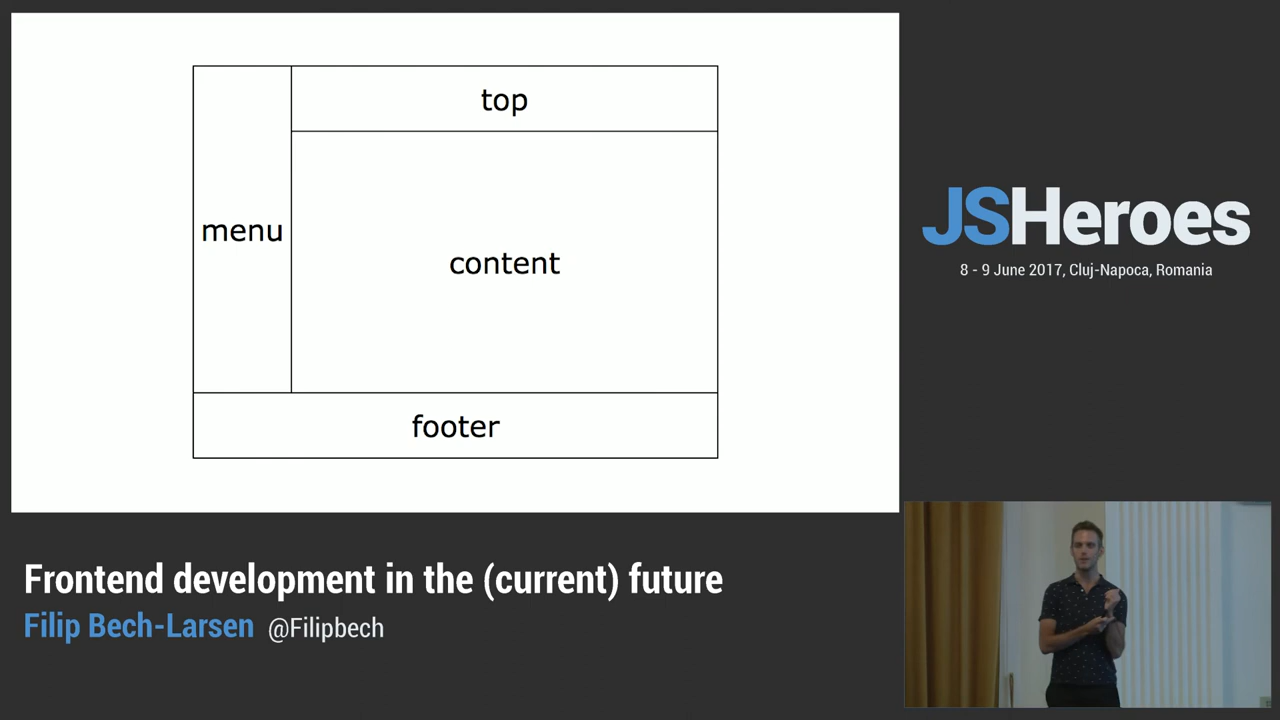 top
menu
content
footer
JSHeroes
8 - 9 June 2017, Cluj-Napoca, Romania
Frontend development in the (current) future
Filip Bech-Larsen @Filipbech